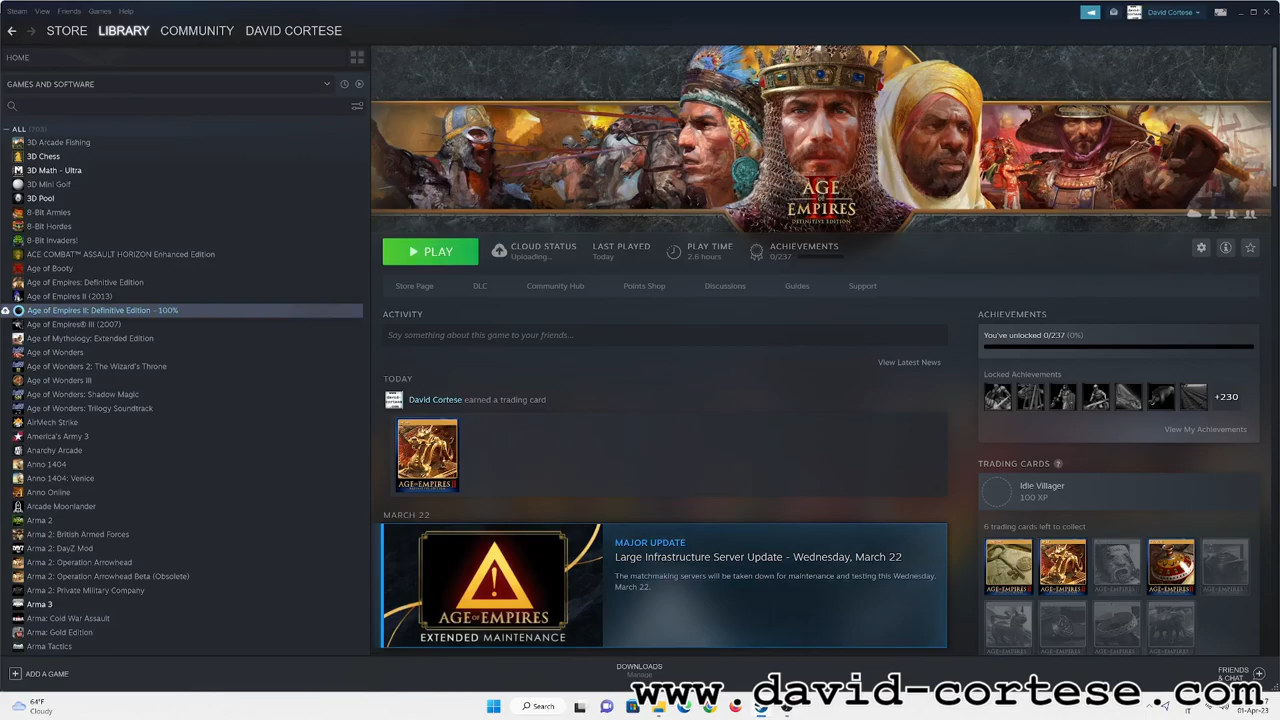 Steam View Friends Games Help
David Cortese
STORE LIBRARY COMMUNITY DAVID CORTESE
HOME
GAMES AND SOFTWARE
ALL (703)
3D Arcade Fishing
3D Chess
3D Math - Ultra
3D Mini Golf
3D Pool
8-Bit Armies
8-Bit Hordes
8-Bit Invaders!
ACE COMBAT™ ASSAULT HORIZON Enhanced Edition
Age of Booty
Age of Empires: Definitive Edition
Age of Empires II (2013)
Age of Empires II: Definitive Edition - 100%
Age of Empires® III (2007)
Age of Mythology: Extended Edition
Age of Wonders
Age of Wonders 2: The Wizard's Throne
Age of Wonders III
Age of Wonders: Shadow Magic
Age of Wonders: Trilogy Soundtrack
AirMech Strike
America's Army 3
Anarchy Arcade
Anno 1404
Anno 1404: Venice
Anno Online
Arcade Moonlander
Arma 2
Arma 2: British Armed Forces
Arma 2: DayZ Mod
Arma 2: Operation Arrowhead
Arma 2: Operation Arrowhead Beta (Obsolete)
Arma 2: Private Military Company
Arma 3
Arma: Cold War Assault
Arma: Gold Edition
Arma Tactics
ADD A GAME
AGE OF EMPIRES II
DEFINITIVE EDITION
PLAY
CLOUD STATUS
Uploading...
LAST PLAYED
Today
PLAY TIME
2.6 hours
ACHIEVEMENTS
0/237
Store Page DLC Community Hub Points Shop Discussions Guides Support
ACTIVITY
Say something about this game to your friends...
View Latest News
TODAY
www.david-cortese.com
David Cortese earned a trading card
AGE OF EMPIRES II
MARCH 22
AGE OF EMPIRES
EXTENDED MAINTENANCE
MAJOR UPDATE
Large Infrastructure Server Update - Wednesday, March 22
The matchmaking servers will be taken down for maintenance and testing this Wednesday,
March 22.
ACHIEVEMENTS
You've unlocked 0/237 (0%)
Locked Achievements
+230
View My Achievements
TRADING CARDS ?
Idle Villager
100 XP
6 trading cards left to collect
DOWNLOADS
Manage
FRIENDS
& CHAT
www.david-cortese.com
64°F
Cloudy
Search
IT
01-Apr-23